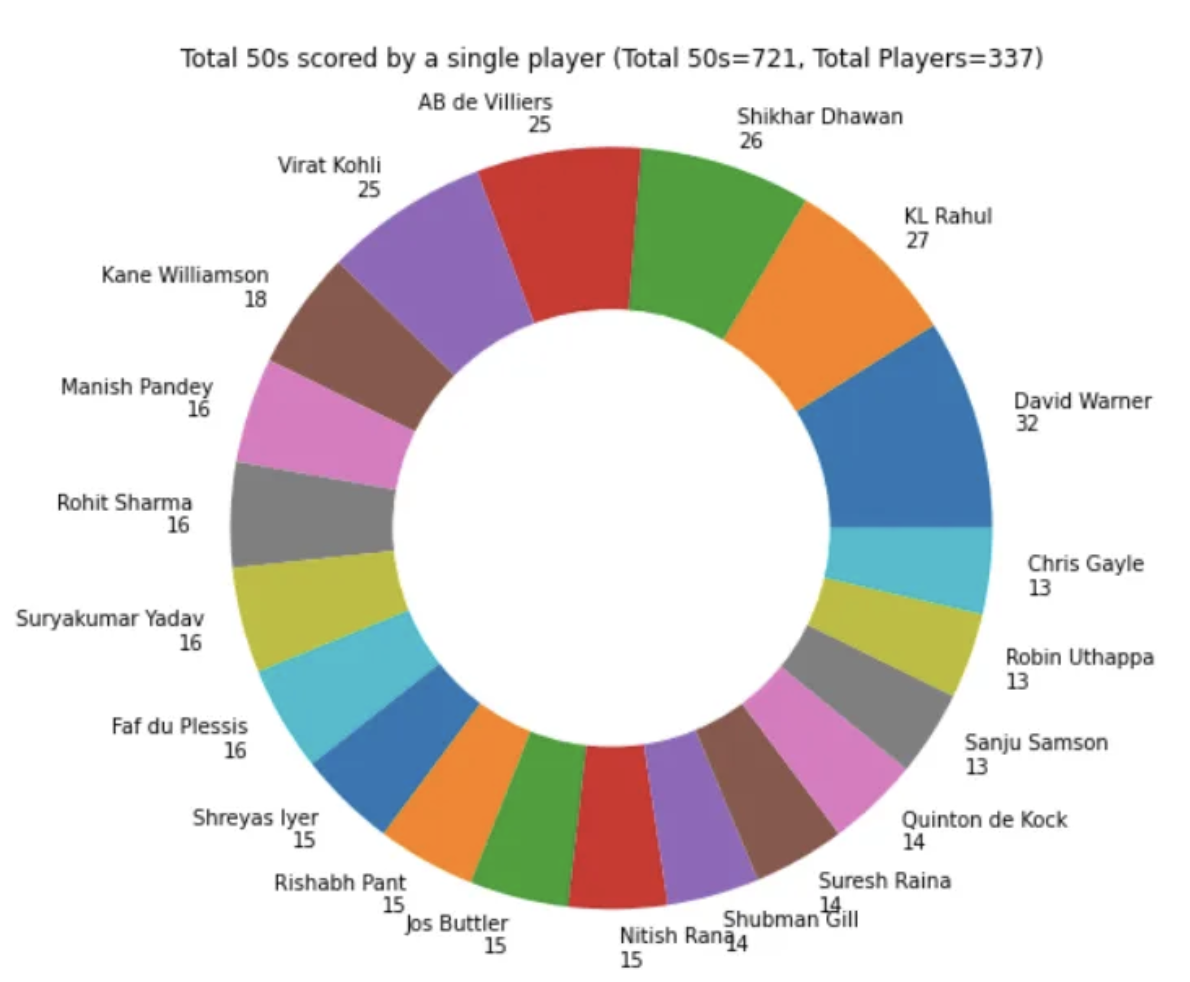 Total 50s scored by a single player (Total 50s=721, Total Players=337)
AB de Villiers
25
Shikhar Dhawan
26
Virat Kohli
25
KL Rahul
27
Kane Williamson
18
Manish Pandey
16
David Warner
32
Rohit Sharma
16
Chris Gayle
13
Suryakumar Yadav
16
Robin Uthappa
13
Faf du Plessis
16
Sanju Samson
13
Shreyas Iyer
15
Quinton de Kock
14
Rishabh Pant
15
Suresh Raina
14
Jos Buttler
15
Shubman Gill
14
Nitish Rana
15